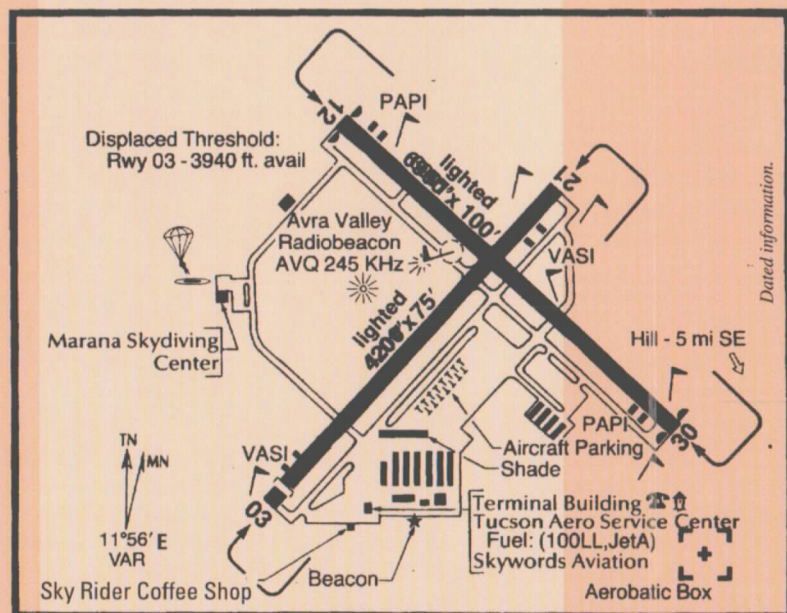 12
PAPI
Displaced Threshold:
Rwy 03 - 3940 ft. avail
lighted
x 100'
21
Avra Valley
Radiobeacon
AVQ 245 KHz
VASI
Dated information.
lighted
x 75'
Marana Skydiving
Center
Hill - 5 mi SE
PAPI
30
VASI
Aircraft Parking
Shade
TN
MN
03
Terminal Building
Tucson Aero Service Center
Fuel: (100LL,JetA)
Skywords Aviation
11°56' E
VAR
Sky Rider Coffee Shop
Beacon
Aerobatic Box